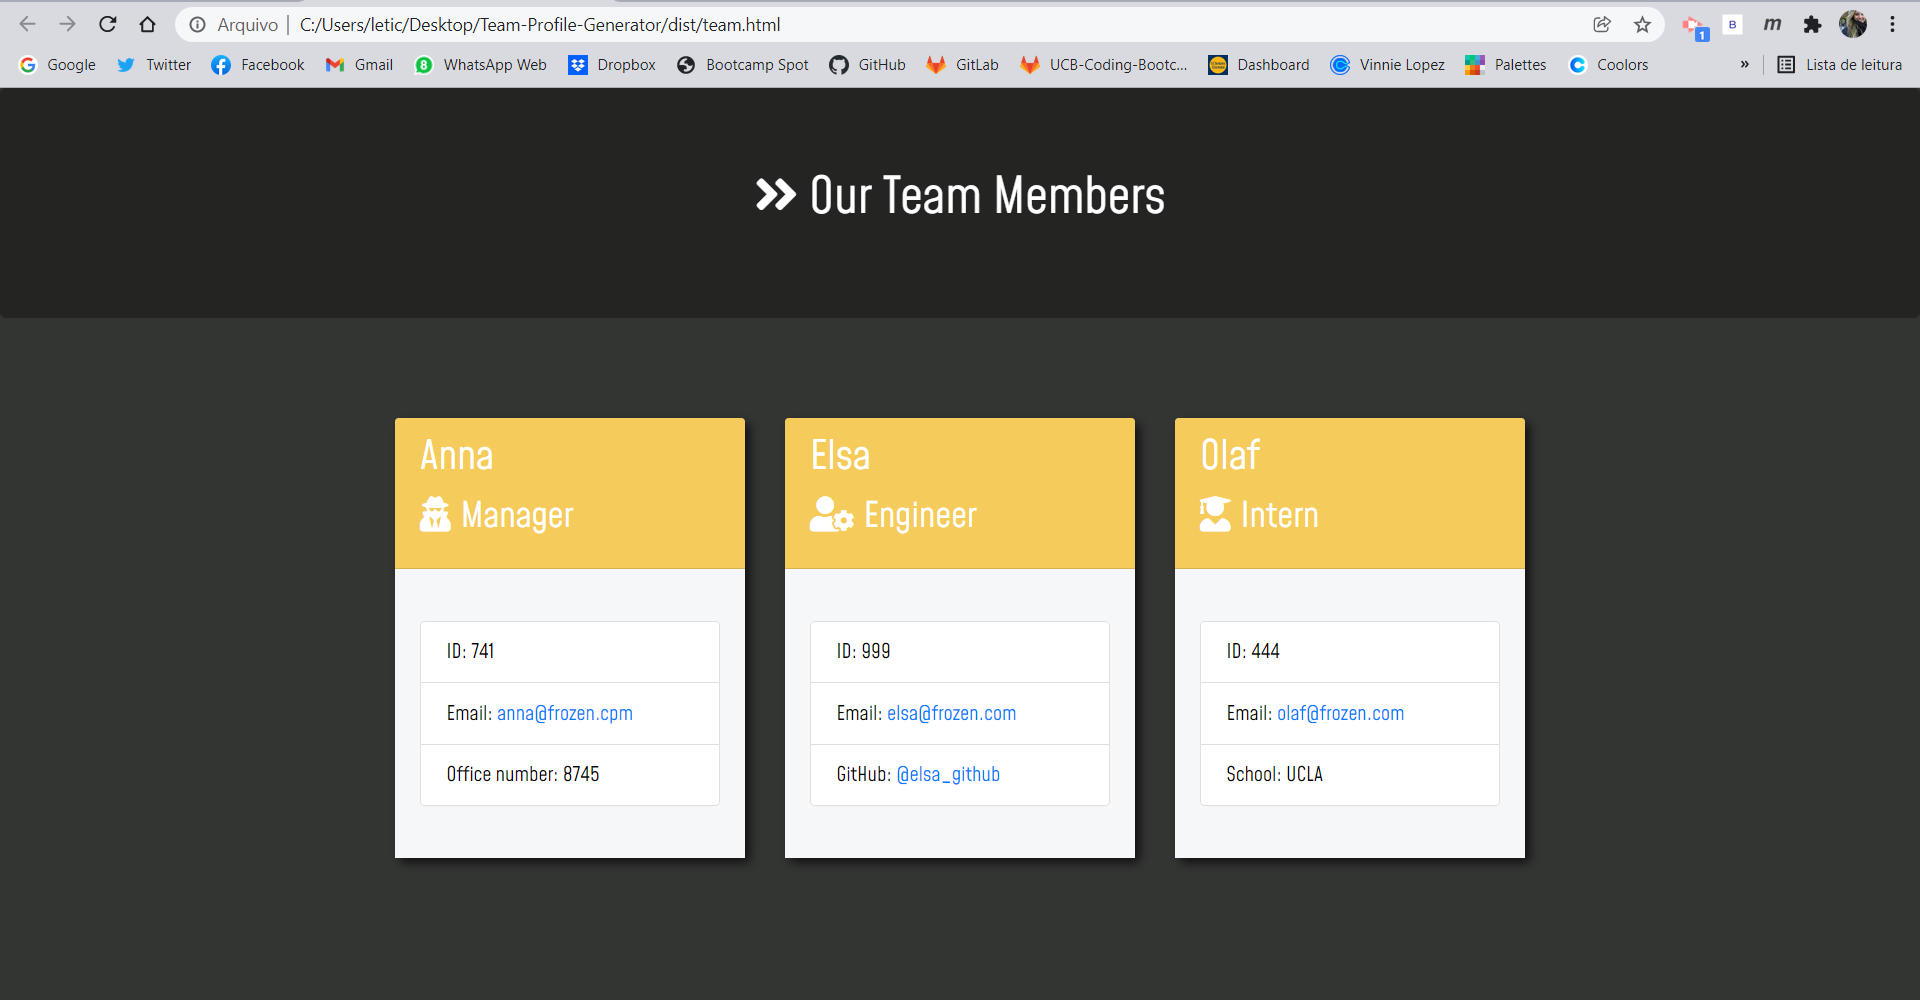 Arquivo | C:/Users/letic/Desktop/Team-Profile-Generator/dist/team.html
1
B
m
Google Twitter Facebook Gmail 8 WhatsApp Web Dropbox Bootcamp Spot GitHub GitLab UCB-Coding-Bootc... Dashboard Vinnie Lopez Palettes Coolors » Lista de leitura
Our Team Members
Anna
Manager
ID: 741
Email: anna@frozen.cpm
Office number: 8745
Elsa
Engineer
ID: 999
Email: elsa@frozen.com
GitHub: @elsa_github
Olaf
Intern
ID: 444
Email: olaf@frozen.com
School: UCLA